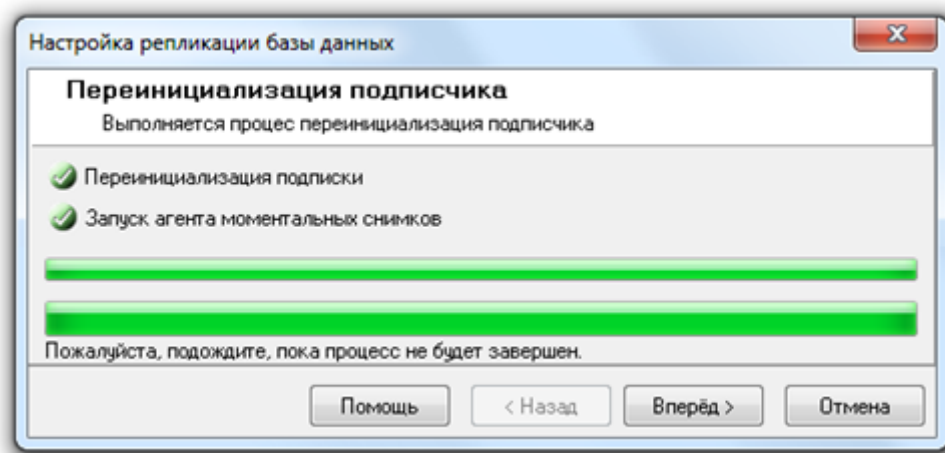 Настройка репликации базы данных
Переинициализация подписчика
Выполняется процес переинициализация подписчика
Переинициализация подписки
Запуск агента моментальных снимков
Пожалуйста, подождите, пока процесс не будет завершен.
Помощь < Назад Вперёд > Отмена